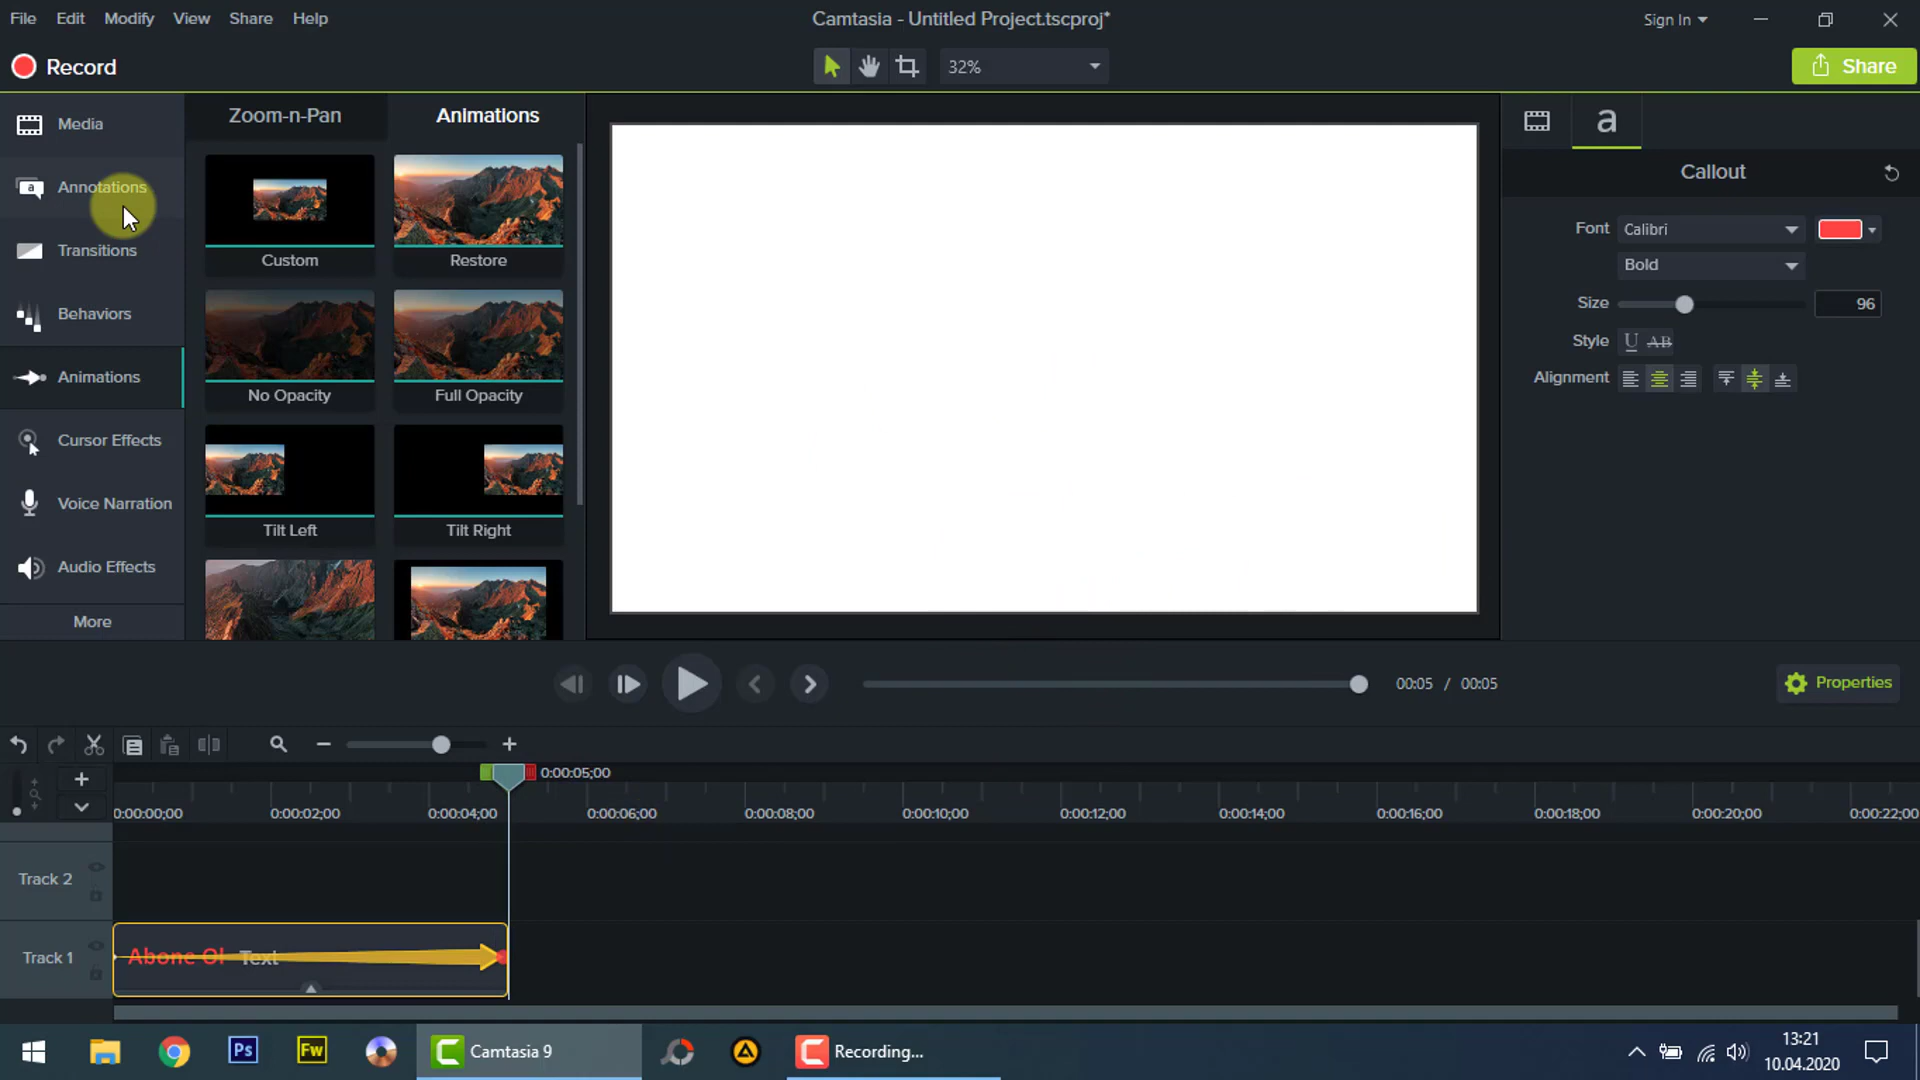 File Edit Modify View Share Help
Camtasia - Untitled Project.tscproj*
Sign In
Record
32%
Share
Media
Annotations
Transitions
Behaviors
Animations
Cursor Effects
Voice Narration
Audio Effects
More
Zoom-n-Pan Animations
Custom Restore
No Opacity Full Opacity
Tilt Left Tilt Right
a
Callout
Font Calibri
Bold
Size 96
Style U AB
Alignment
00:05 / 00:05
Properties
0:00:05;00
0:00:00;00 0:00:02;00 0:00:04;00 0:00:06;00 0:00:08;00 0:00:10;00 0:00:12;00 0:00:14;00 0:00:16;00 0:00:18;00 0:00:20;00 0:00:22;00
Track 2
Track 1
Abone Ol Text
Ps Fw Camtasia 9 Recording...
13:21
10.04.2020